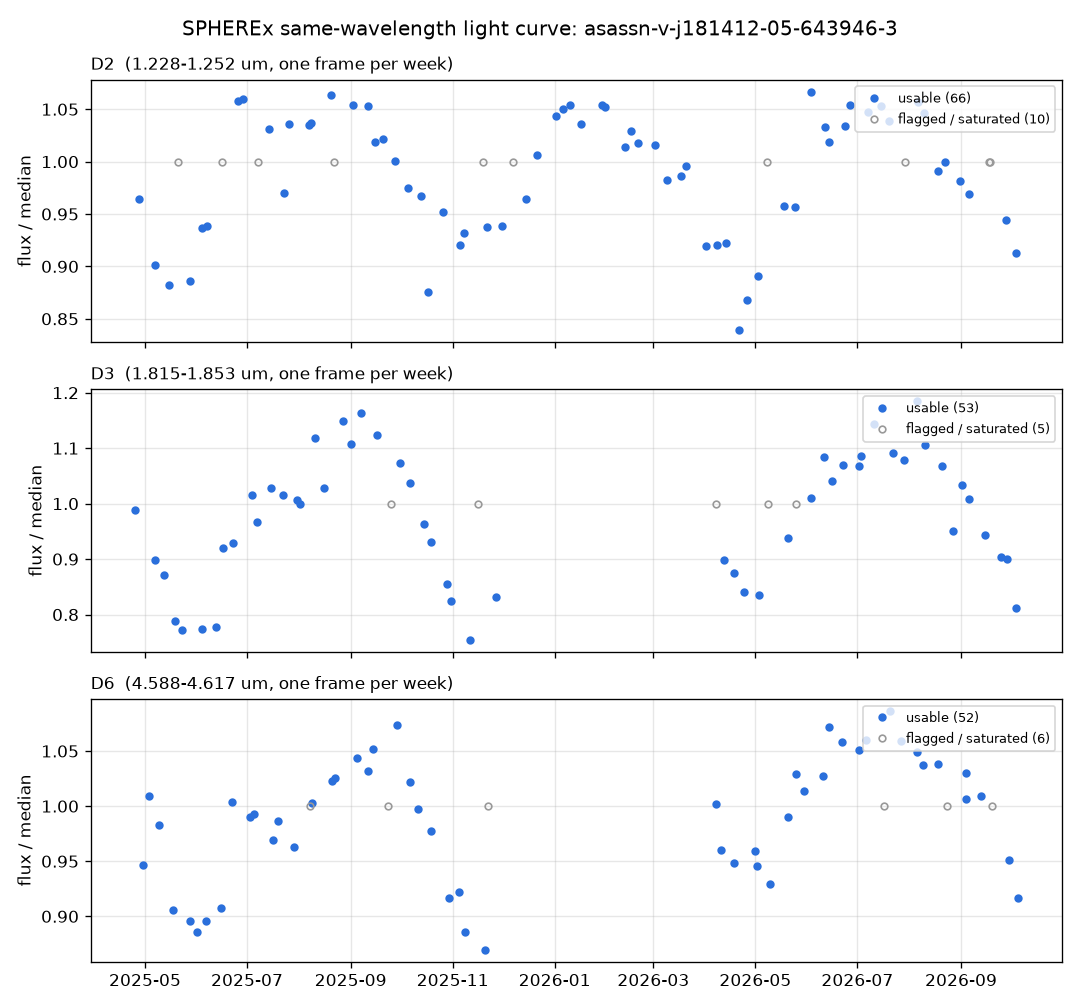 SPHEREx same-wavelength light curve: asassn-v-j181412-05-643946-3
D2  (1.228-1.252 um, one frame per week)
usable (66)
flagged / saturated (10)
flux / median
1.05
1.00
0.95
0.90
0.85
D3  (1.815-1.853 um, one frame per week)
usable (53)
flagged / saturated (5)
flux / median
1.2
1.1
1.0
0.9
0.8
D6  (4.588-4.617 um, one frame per week)
usable (52)
flagged / saturated (6)
flux / median
1.05
1.00
0.95
0.90
2025-05 2025-07 2025-09 2025-11 2026-01 2026-03 2026-05 2026-07 2026-09